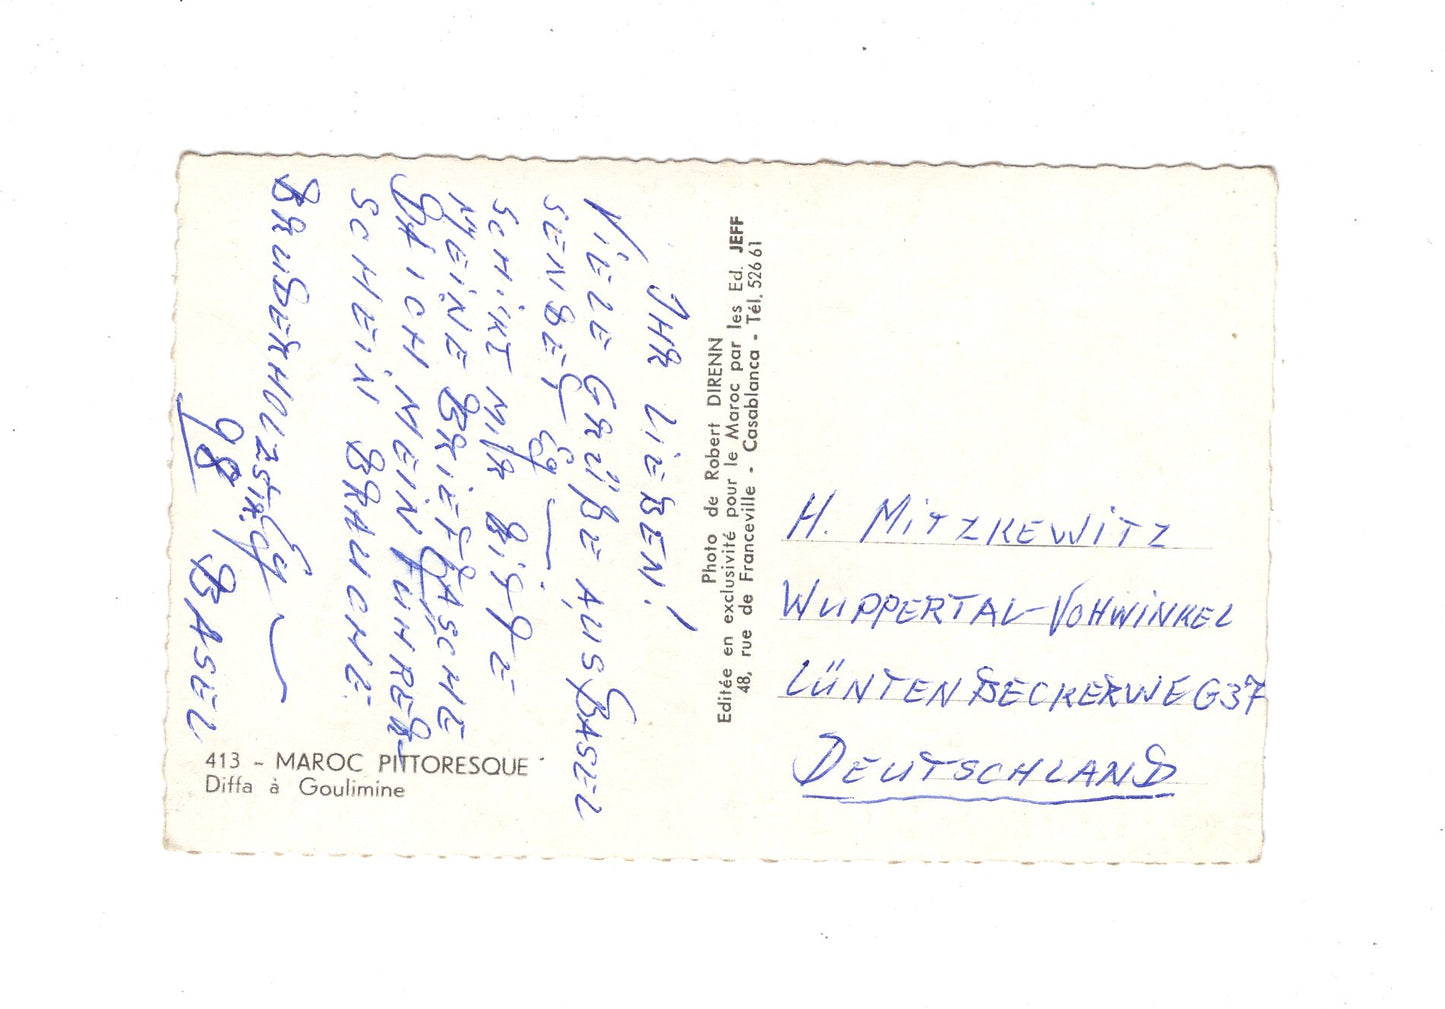 IHR LIEBEN!
VIELE GRÜßE AUS BASEL
SENDET
SCHIKT MIR BITTE
MEINE BRIEFTASCHE
DA ICH MEIN FÜHRER-
SCHEIN BRAUCHE.
BRUDERHOLZSTR.
98 BASEL
413 - MAROC PITTORESQUE
Diffa à Goulimine
Photo de Robert DIRENN
Editée en exclusivité pour le Maroc par les Ed. JEFF
48, rue de Franceville - Casablanca - Tél. 526 61
H. MITZKEWITZ
WUPPERTAL-VOHWINKEL
LÜNTENBECKERWEG 37
DEUTSCHLAND